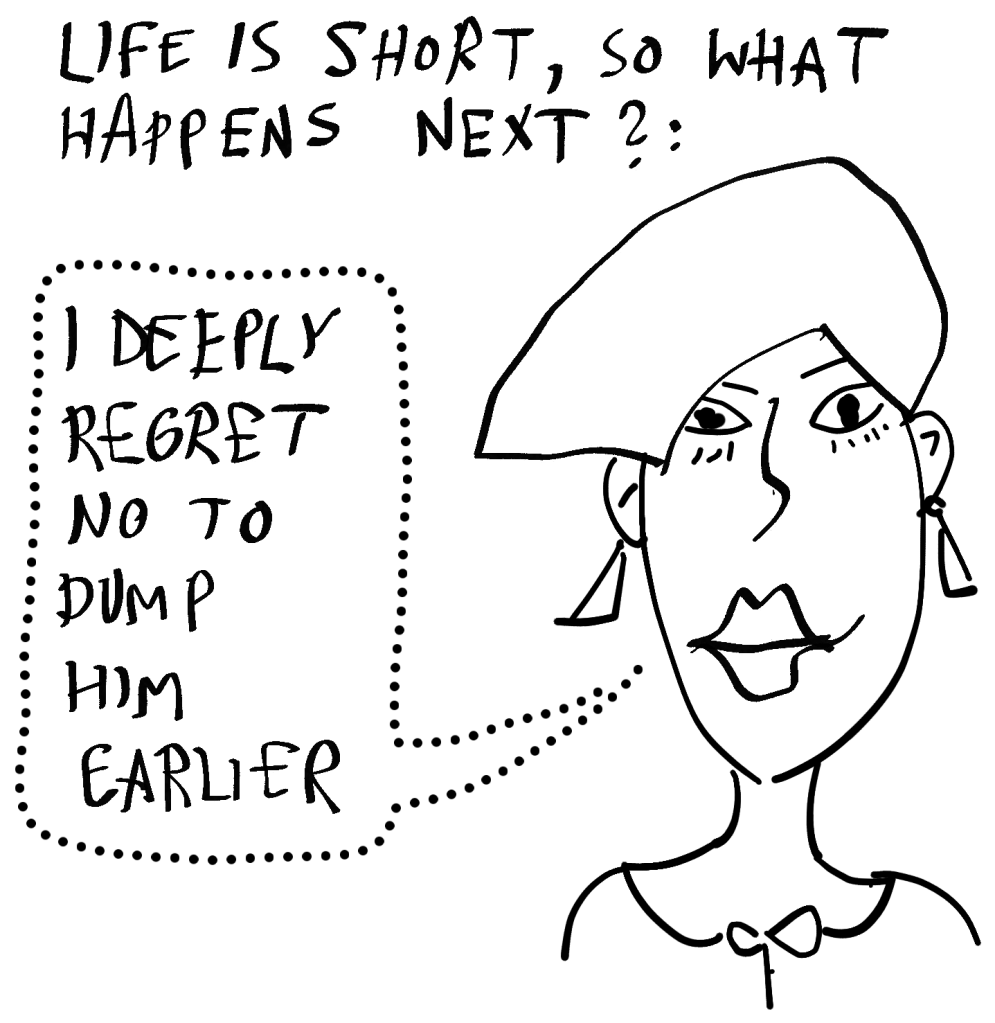 LIFE IS SHORT, SO WHAT
HAPPENS NEXT?:
I DEEPLY
REGRET
NO TO
DUMP
HIM
EARLIER